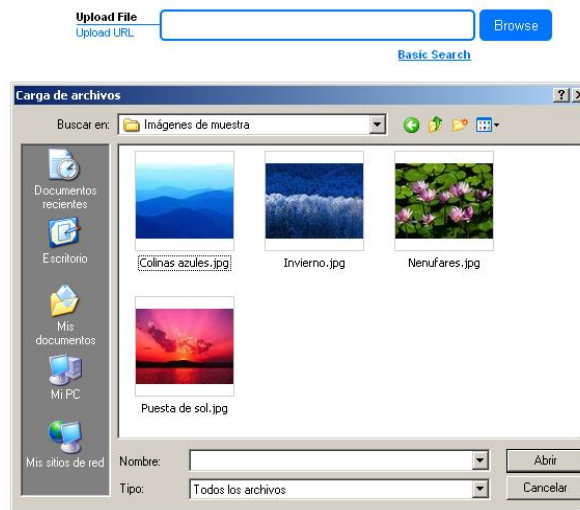 Upload File
Upload URL
Browse
Basic Search
Carga de archivos
Buscar en:
Imágenes de muestra
Documentos
recientes
Escritorio
Mis
documentos
Mi PC
Mis sitios de red
Colinas azules.jpg
Invierno.jpg
Nenufares.jpg
Puesta de sol.jpg
Nombre:
Abrir
Tipo:
Todos los archivos
Cancelar